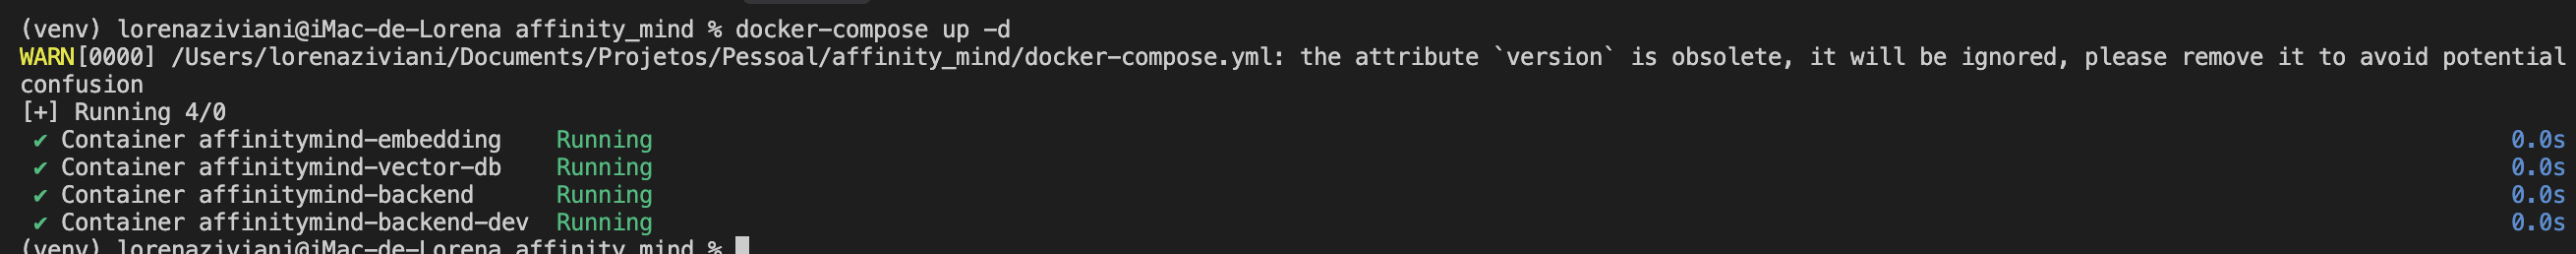 (venv) lorenaziviani@iMac-de-Lorena affinity_mind % docker-compose up -d
WARN[0000] /Users/lorenaziviani/Documents/Projetos/Pessoal/affinity_mind/docker-compose.yml: the attribute `version` is obsolete, it will be ignored, please remove it to avoid potential
confusion
[+] Running 4/0
✔ Container affinitymind-embedding Running 0.0s
✔ Container affinitymind-vector-db Running 0.0s
✔ Container affinitymind-backend Running 0.0s
✔ Container affinitymind-backend-dev Running 0.0s
(venv) lorenaziviani@iMac-de-Lorena affinity_mind %